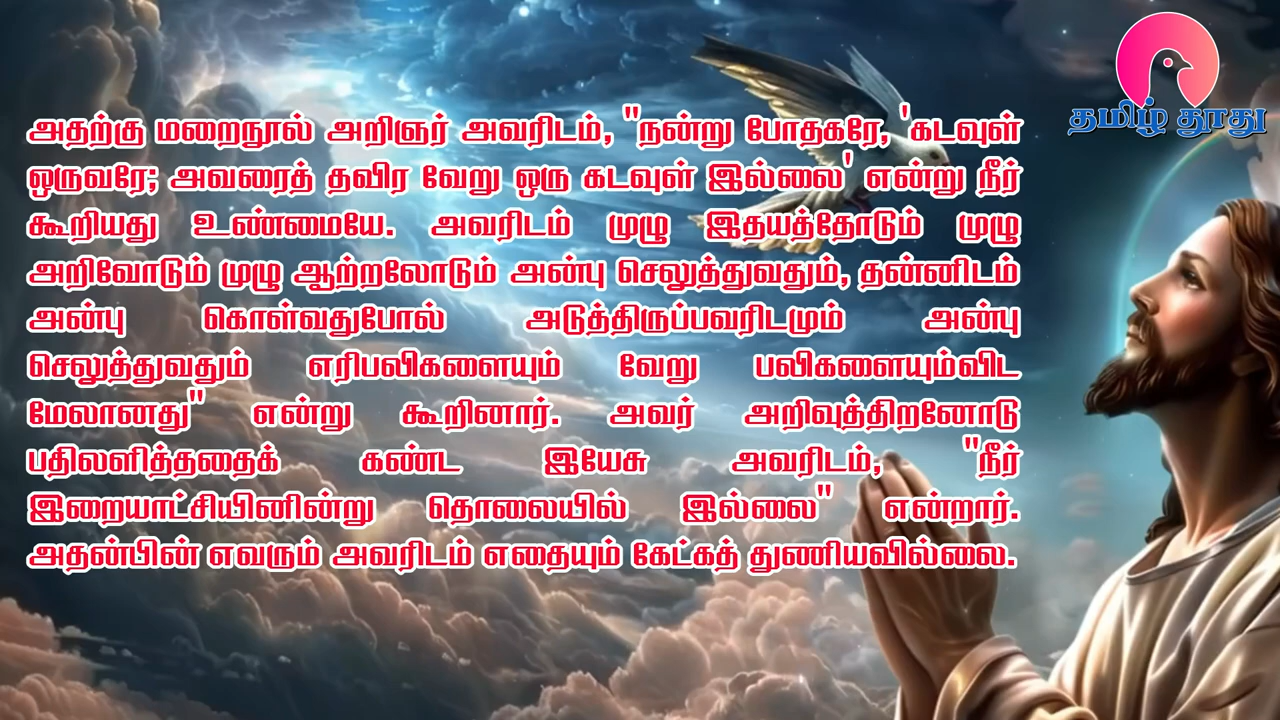 தமிழ் தூது
அதற்கு மறைநூல் அறிஞர் அவரிடம், "நன்று போதகரே, 'கடவுள்
ஒருவரே; அவரைத் தவிர வேறு ஒரு கடவுள் இல்லை' என்று நீர்
கூறியது உண்மையே. அவரிடம் முழு இதயத்தோடும் முழு
அறிவோடும் முழு ஆற்றலோடும் அன்பு செலுத்துவதும், தன்னிடம்
அன்பு கொள்வதுபோல் அடுத்திருப்பவரிடமும் அன்பு
செலுத்துவதும் எரிபலிகளையும் வேறு பலிகளையும்விட
மேலானது" என்று கூறினார். அவர் அறிவுத்திறனோடு
பதிலளித்ததைக் கண்ட இயேசு அவரிடம், "நீர்
இறையாட்சியினின்று தொலையில் இல்லை" என்றார்.
அதன்பின் எவரும் அவரிடம் எதையும் கேட்கத் துணியவில்லை.